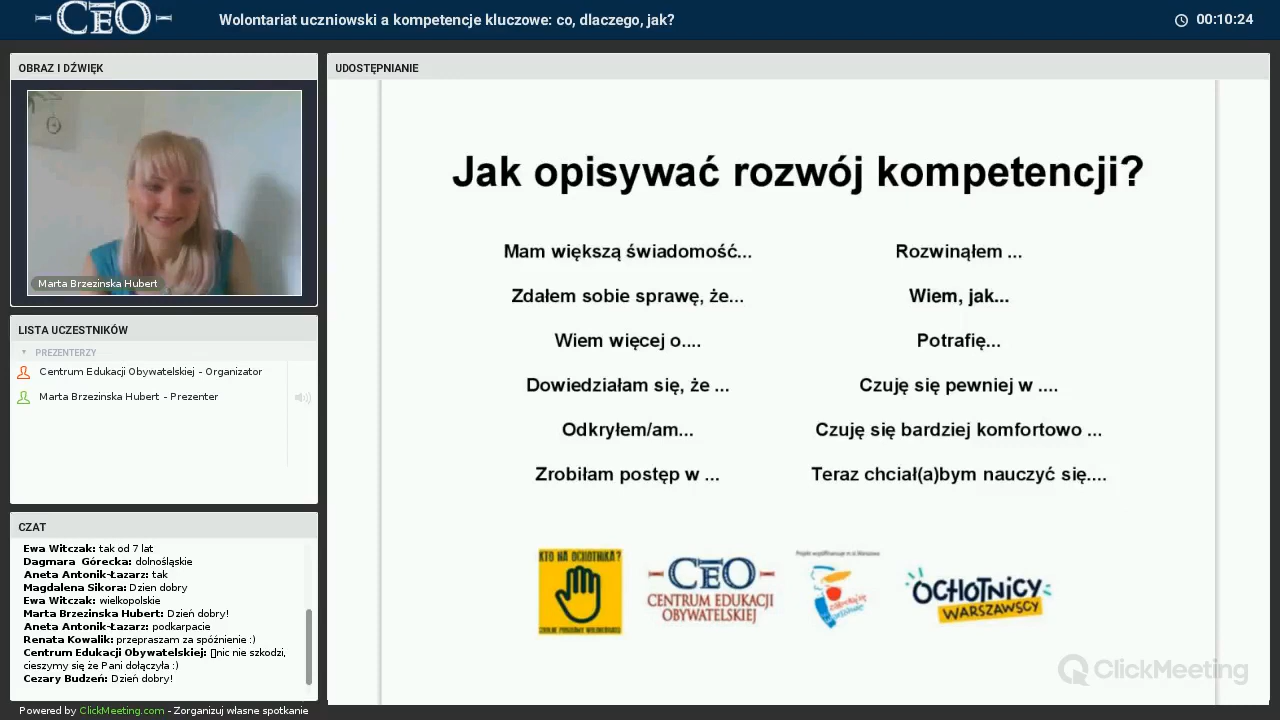 CEO
Wolontariat uczniowski a kompetencje kluczowe: co, dlaczego, jak?
00:10:24
OBRAZ I DŹWIĘK
Marta Brzezinska Hubert
LISTA UCZESTNIKÓW
PREZENTERZY
Centrum Edukacji Obywatelskiej - Organizator
Marta Brzezinska Hubert - Prezenter
CZAT
Ewa Witczak: tak od 7 lat
Dagmara Górecka: dolnośląskie
Aneta Antonik-Łazarz: tak
Magdalena Sikora: Dzień dobry
Ewa Witczak: wielkopolskie
Marta Brzezinska Hubert: Dzień dobry!
Aneta Antonik-Łazarz: podkarpacie
Renata Kowalik: przepraszam za spóźnienie :)
Centrum Edukacji Obywatelskiej: nic nie szkodzi,
cieszymy się że Pani dołączyła :)
Cezary Budzeń: Dzień dobry!
Powered by ClickMeeting.com - Zorganizuj własne spotkanie
UDOSTĘPNIANIE
Jak opisywać rozwój kompetencji?
Mam większą świadomość...
Zdałem sobie sprawę, że...
Wiem więcej o....
Dowiedziałam się, że ...
Odkryłem/am...
Zrobiłam postęp w ...
Rozwinąłem ...
Wiem, jak...
Potrafię...
Czuję się pewniej w ....
Czuję się bardziej komfortowo ...
Teraz chciał(a)bym nauczyć się....
KTO NA OCHOTNIKA?
CEO
CENTRUM EDUKACJI
OBYWATELSKIEJ
Projekt współfinansuje m.st. Warszawa
OCHOTNICY
WARSZAWSCY
ClickMeeting